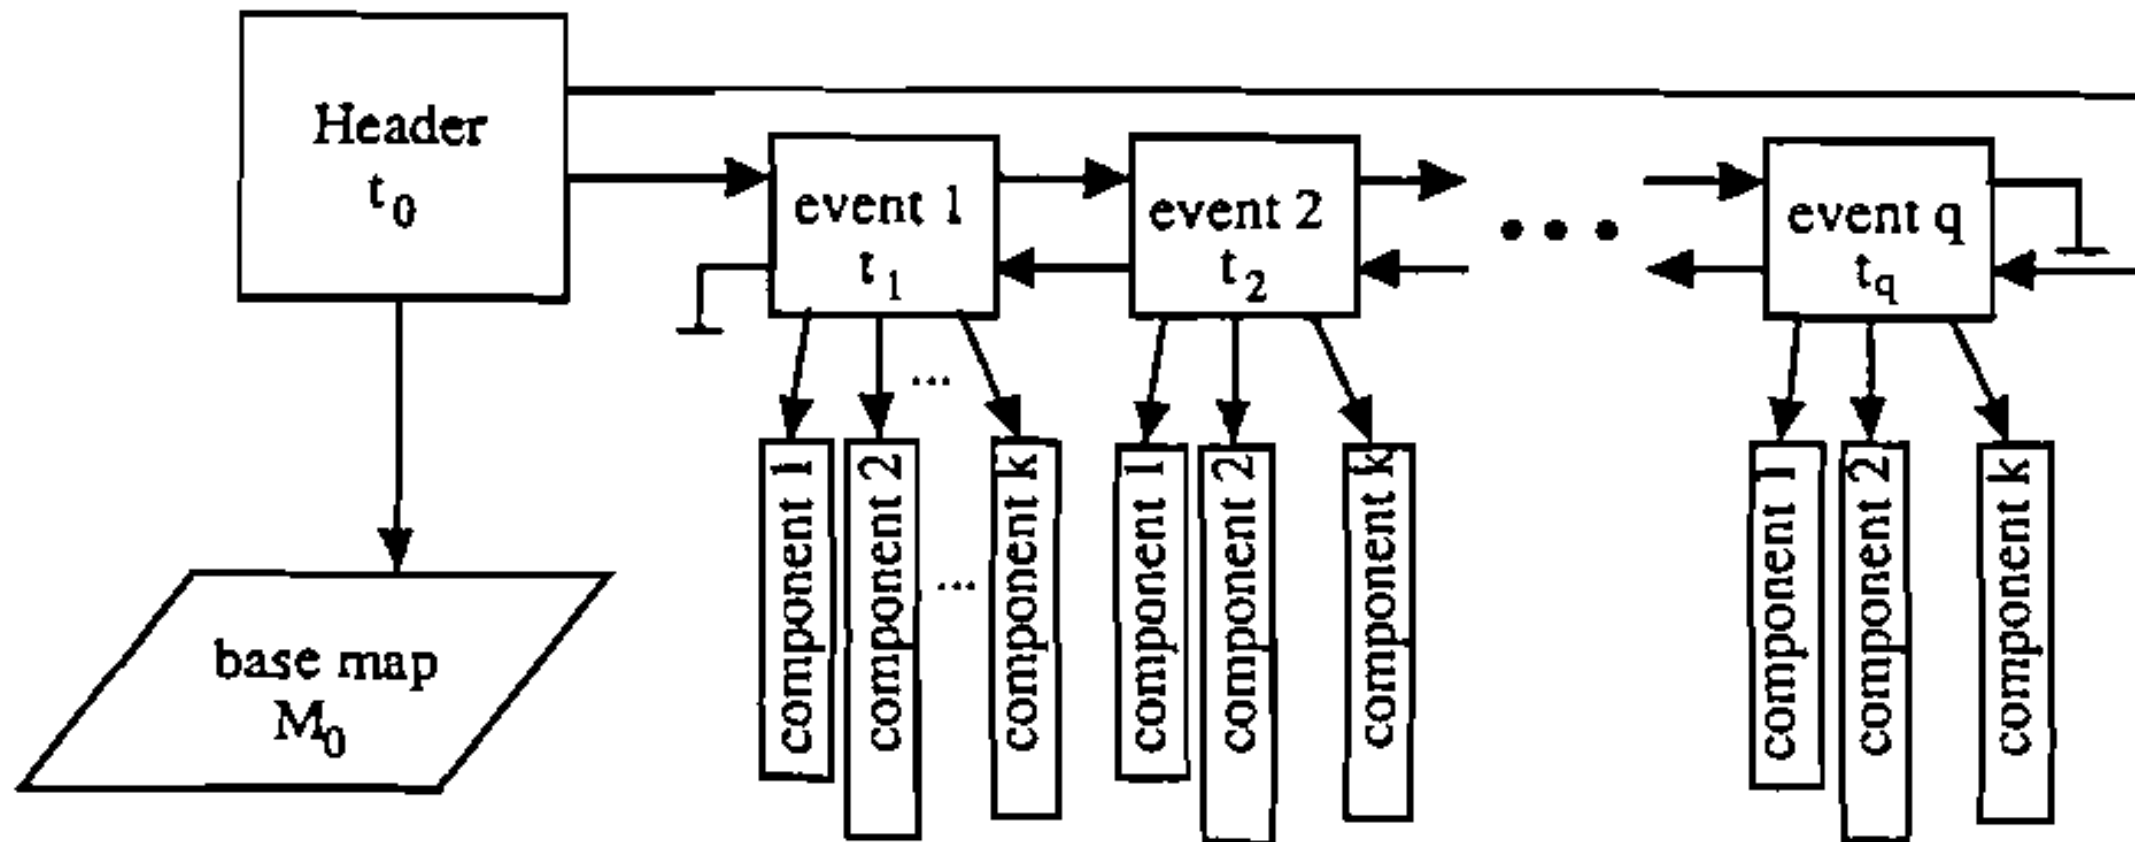 Header
t₀
event 1
t₁
event 2
t₂
• • •
event q
t_q
...
component 1
component 2
...
component k
component 1
component 2
component k
component 1
component 2
component k
base map
M₀